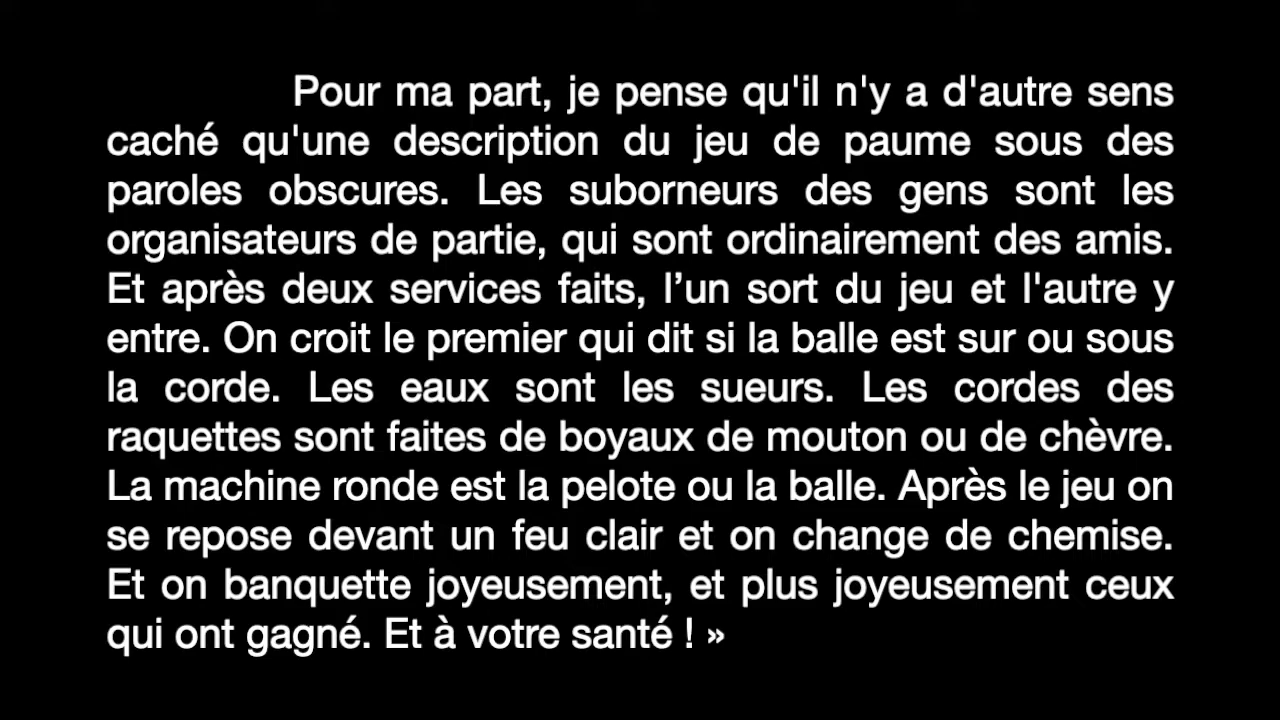 Pour ma part, je pense qu'il n'y a d'autre sens
caché qu'une description du jeu de paume sous des
paroles obscures. Les suborneurs des gens sont les
organisateurs de partie, qui sont ordinairement des amis.
Et après deux services faits, l’un sort du jeu et l'autre y
entre. On croit le premier qui dit si la balle est sur ou sous
la corde. Les eaux sont les sueurs. Les cordes des
raquettes sont faites de boyaux de mouton ou de chèvre.
La machine ronde est la pelote ou la balle. Après le jeu on
se repose devant un feu clair et on change de chemise.
Et on banquette joyeusement, et plus joyeusement ceux
qui ont gagné. Et à votre santé ! »